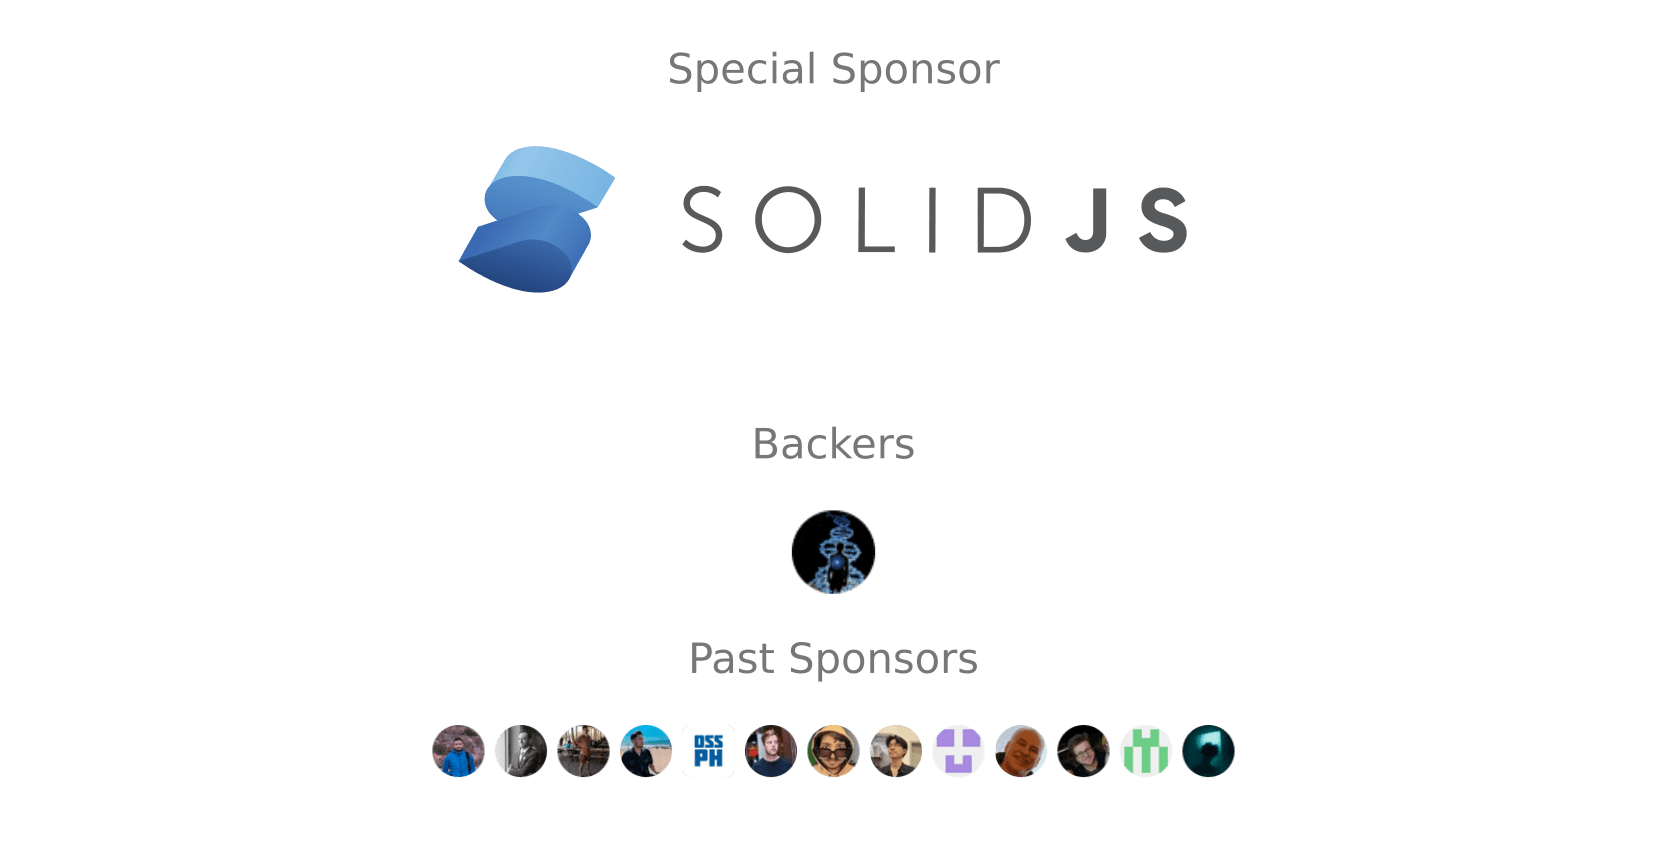 Special Sponsor
SOLIDJS
Backers
Past Sponsors
OSS
PH